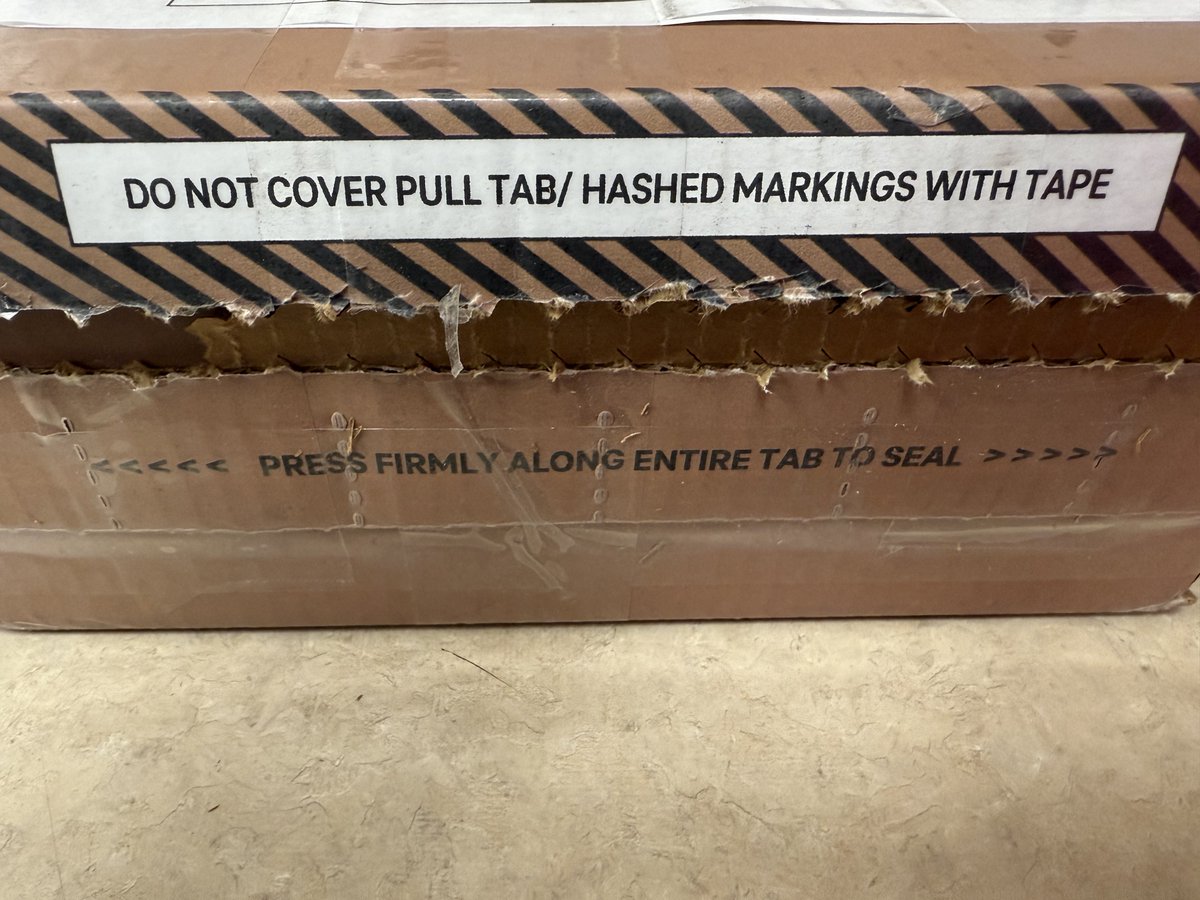 DO NOT COVER PULL TAB/ HASHED MARKINGS WITH TAPE
<<<<< PRESS FIRMLY ALONG ENTIRE TAB TO SEAL >>>>>